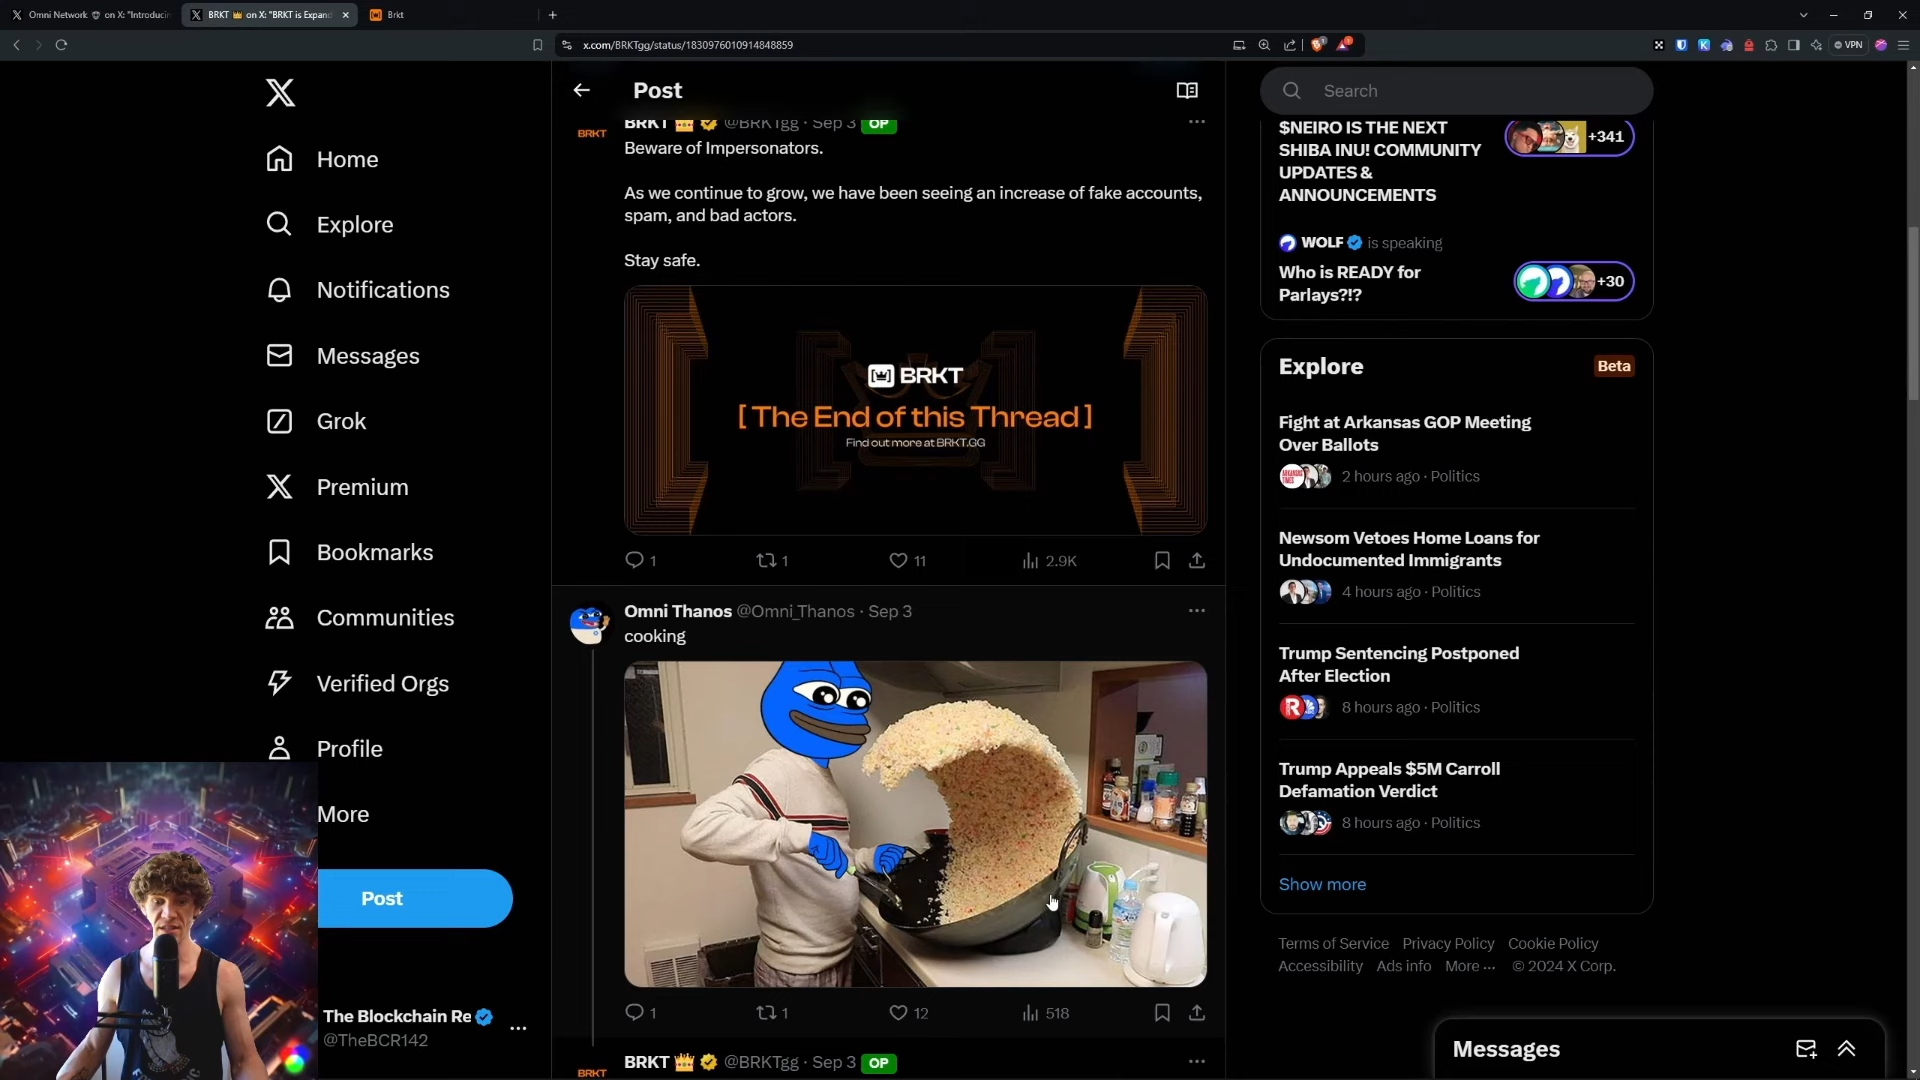 Omni Network on X: "Introducin
BRKT on X: "BRKT is Expand
Brkt
x.com/BRKTgg/status/1830976010914848859
VPN
Home
Explore
Notifications
Messages
Grok
Premium
Bookmarks
Communities
Verified Orgs
Profile
More
Post
The Blockchain Re
@TheBCR142
Post
BRKT @BRKTgg · Sep 3 OP
BRKT
Beware of Impersonators.
As we continue to grow, we have been seeing an increase of fake accounts,
spam, and bad actors.
Stay safe.
BRKT
[ The End of this Thread ]
Find out more at BRKT.GG
1 1 11 2.9K
Omni Thanos @Omni_Thanos · Sep 3
cooking
1 1 12 518
BRKT @BRKTgg · Sep 3 OP
BRKT
Search
$NEIRO IS THE NEXT
SHIBA INU! COMMUNITY
UPDATES &
ANNOUNCEMENTS
+341
WOLF is speaking
Who is READY for
Parlays?!?
+30
Explore
Beta
Fight at Arkansas GOP Meeting
Over Ballots
2 hours ago · Politics
Newsom Vetoes Home Loans for
Undocumented Immigrants
4 hours ago · Politics
Trump Sentencing Postponed
After Election
8 hours ago · Politics
Trump Appeals $5M Carroll
Defamation Verdict
8 hours ago · Politics
Show more
Terms of Service Privacy Policy Cookie Policy
Accessibility Ads info More ··· © 2024 X Corp.
Messages